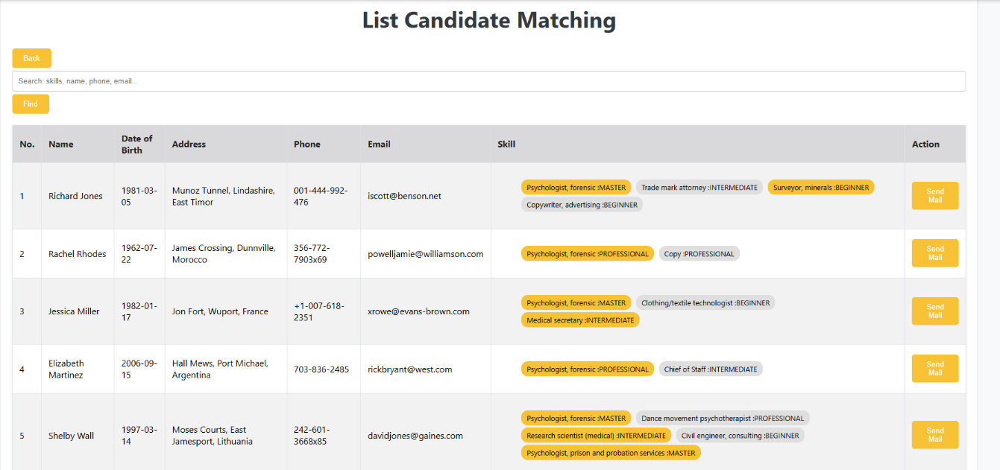 List Candidate Matching
Back
Search: skills, name, phone, email...
Find
No. Name Date of Birth Address Phone Email Skill Action
1 Richard Jones 1981-03-05 Munoz Tunnel, Lindashire, East Timor 001-444-992-476 iscott@benson.net Psychologist, forensic :MASTER Trade mark attorney :INTERMEDIATE Surveyor, minerals :BEGINNER Copywriter, advertising :BEGINNER Send Mail
2 Rachel Rhodes 1962-07-22 James Crossing, Dunnville, Morocco 356-772-7903x69 powelljamie@williamson.com Psychologist, forensic :PROFESSIONAL Copy :PROFESSIONAL Send Mail
3 Jessica Miller 1982-01-17 Jon Fort, Wuport, France +1-007-618-2351 xrowe@evans-brown.com Psychologist, forensic :MASTER Clothing/textile technologist :BEGINNER Medical secretary :INTERMEDIATE Send Mail
4 Elizabeth Martinez 2006-09-15 Hall Mews, Port Michael, Argentina 703-836-2485 rickbryant@west.com Psychologist, forensic :PROFESSIONAL Chief of Staff :INTERMEDIATE Send Mail
5 Shelby Wall 1997-03-14 Moses Courts, East Jamesport, Lithuania 242-601-3668x85 davidjones@gaines.com Psychologist, forensic :MASTER Dance movement psychotherapist :PROFESSIONAL Research scientist (medical) :INTERMEDIATE Civil engineer, consulting :BEGINNER Psychologist, prison and probation services :MASTER Send Mail